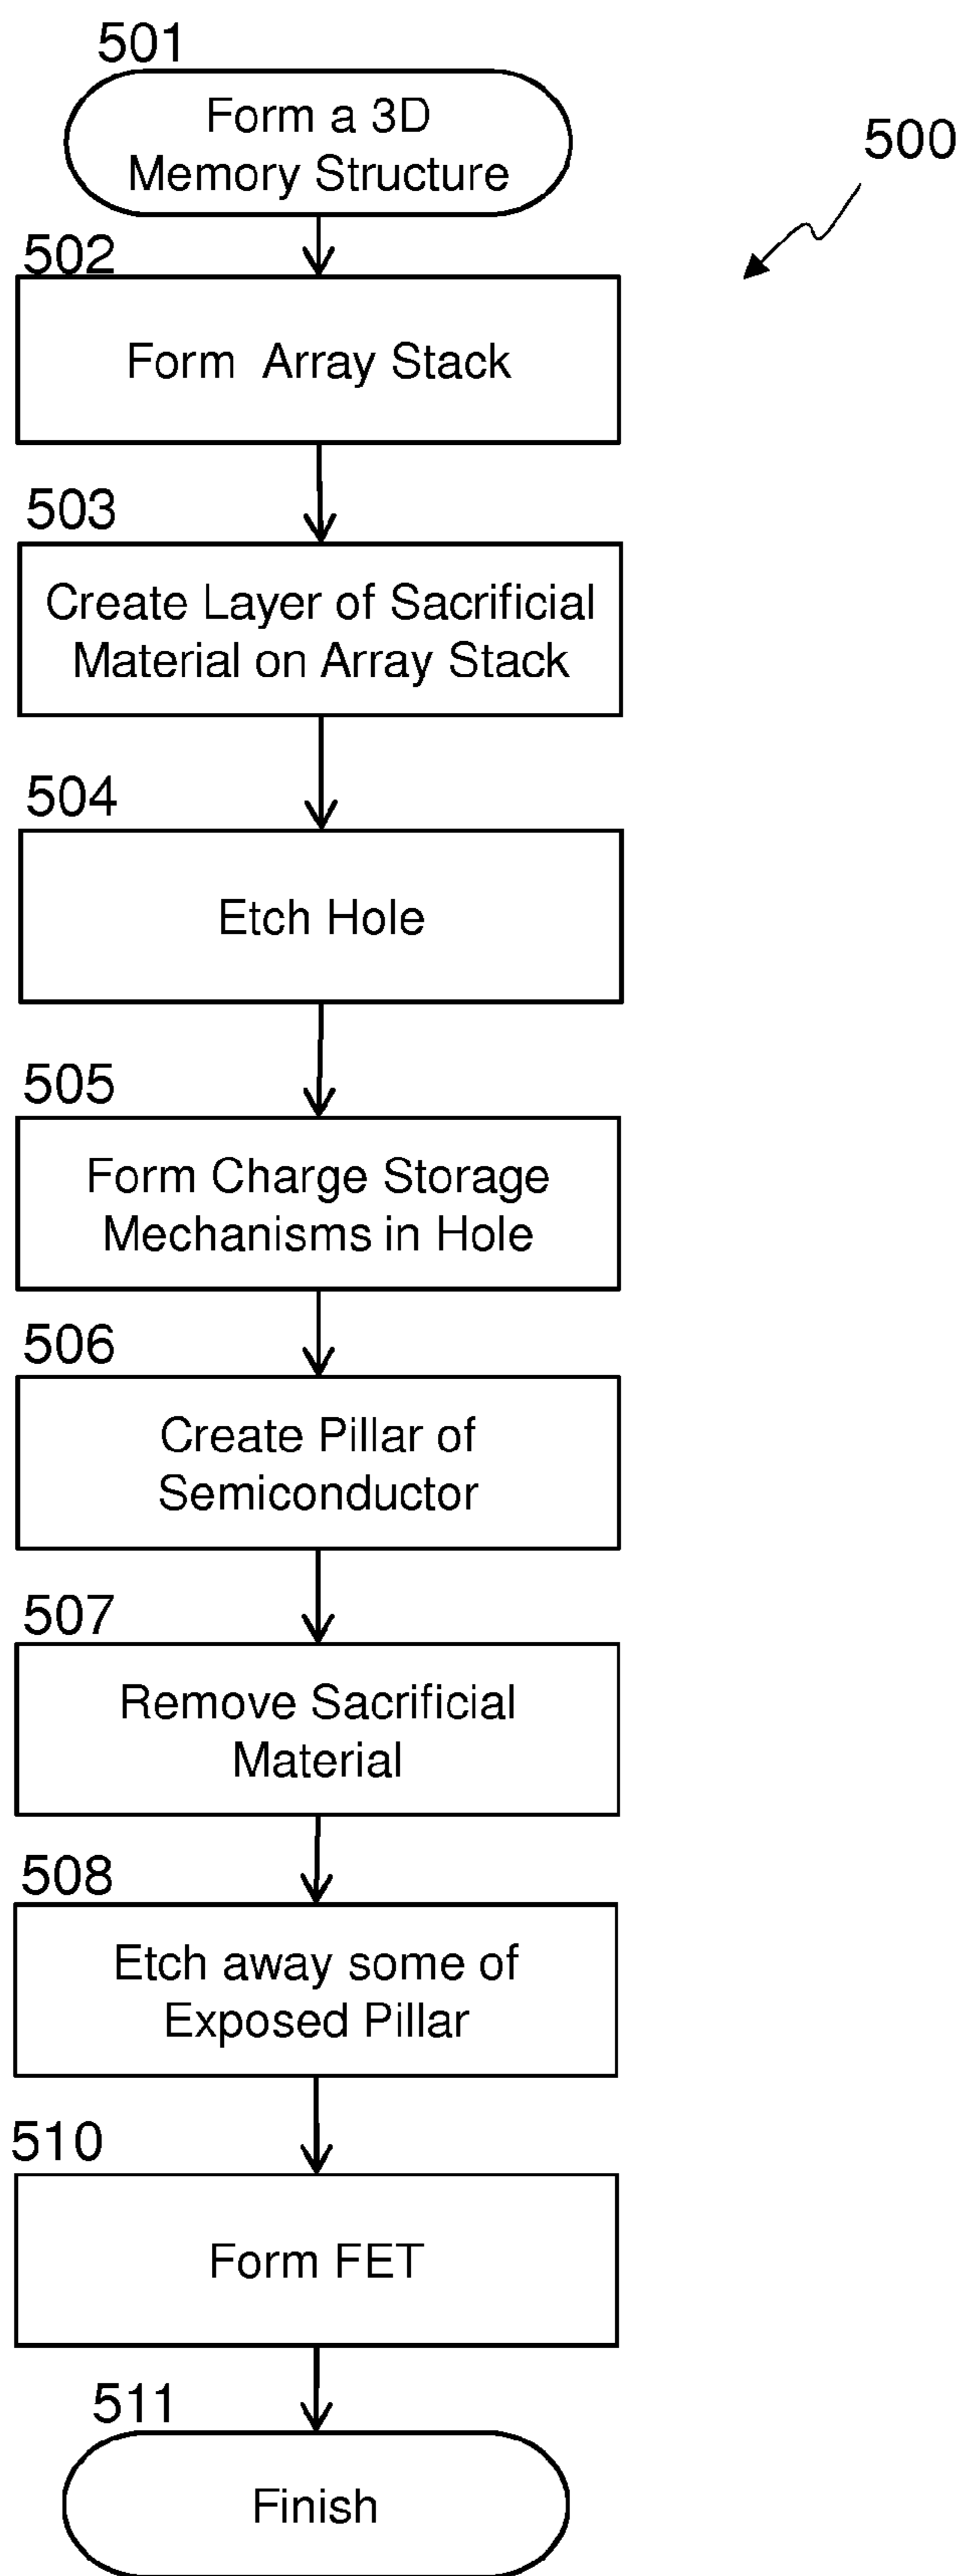 501
Form a 3D
Memory Structure
500
502
Form Array Stack
503
Create Layer of Sacrificial
Material on Array Stack
504
Etch Hole
505
Form Charge Storage
Mechanisms in Hole
506
Create Pillar of
Semiconductor
507
Remove Sacrificial
Material
508
Etch away some of
Exposed Pillar
510
Form FET
511
Finish